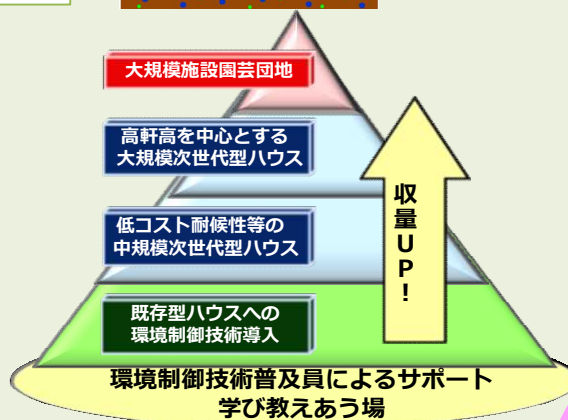 大規模施設園芸団地
高軒高を中心とする
大規模次世代型ハウス
低コスト耐候性等の
中規模次世代型ハウス
既存型ハウスへの
環境制御技術導入
収量UP!
環境制御技術普及員によるサポート
学び教えあう場